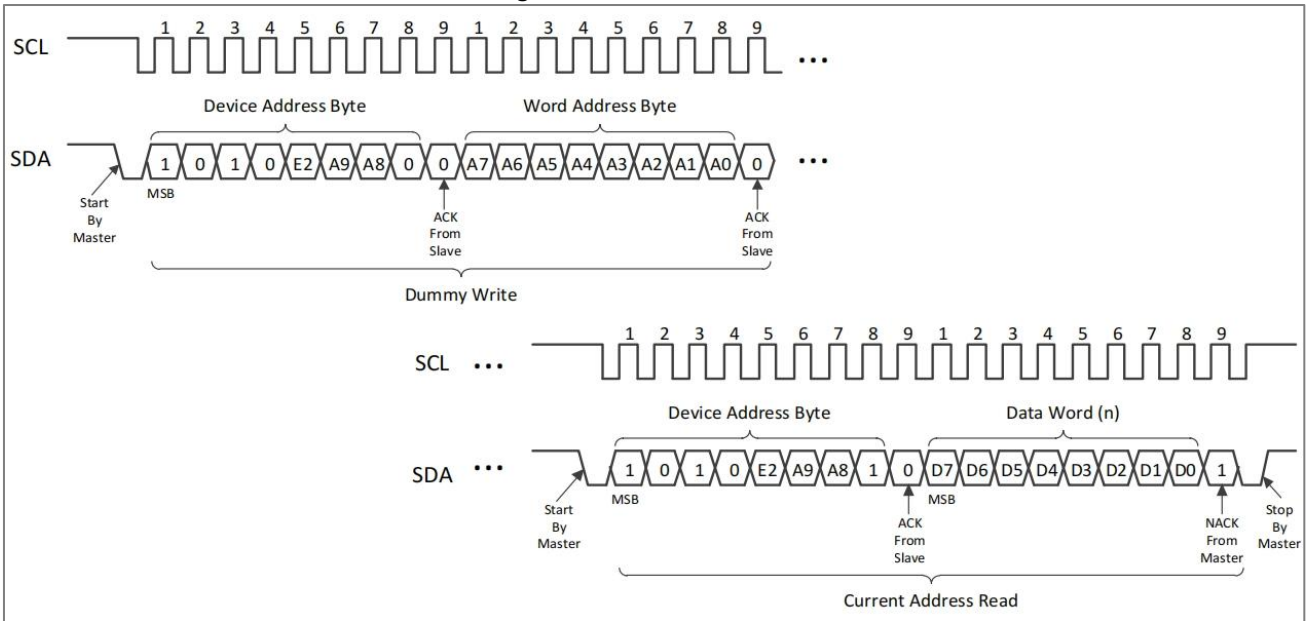 SCL
1 2 3 4 5 6 7 8 9 1 2 3 4 5 6 7 8 9
...
Device Address Byte Word Address Byte
SDA
1 0 1 0 E2 A9 A8 0 0 A7 A6 A5 A4 A3 A2 A1 A0 0
...
MSB
Start
By
Master
ACK
From
Slave
ACK
From
Slave
Dummy Write
SCL ...
1 2 3 4 5 6 7 8 9 1 2 3 4 5 6 7 8 9
Device Address Byte Data Word (n)
SDA ...
1 0 1 0 E2 A9 A8 1 0 D7 D6 D5 D4 D3 D2 D1 D0 1
MSB MSB
Start
By
Master
ACK
From
Slave
NACK
From
Master
Stop
By
Master
Current Address Read